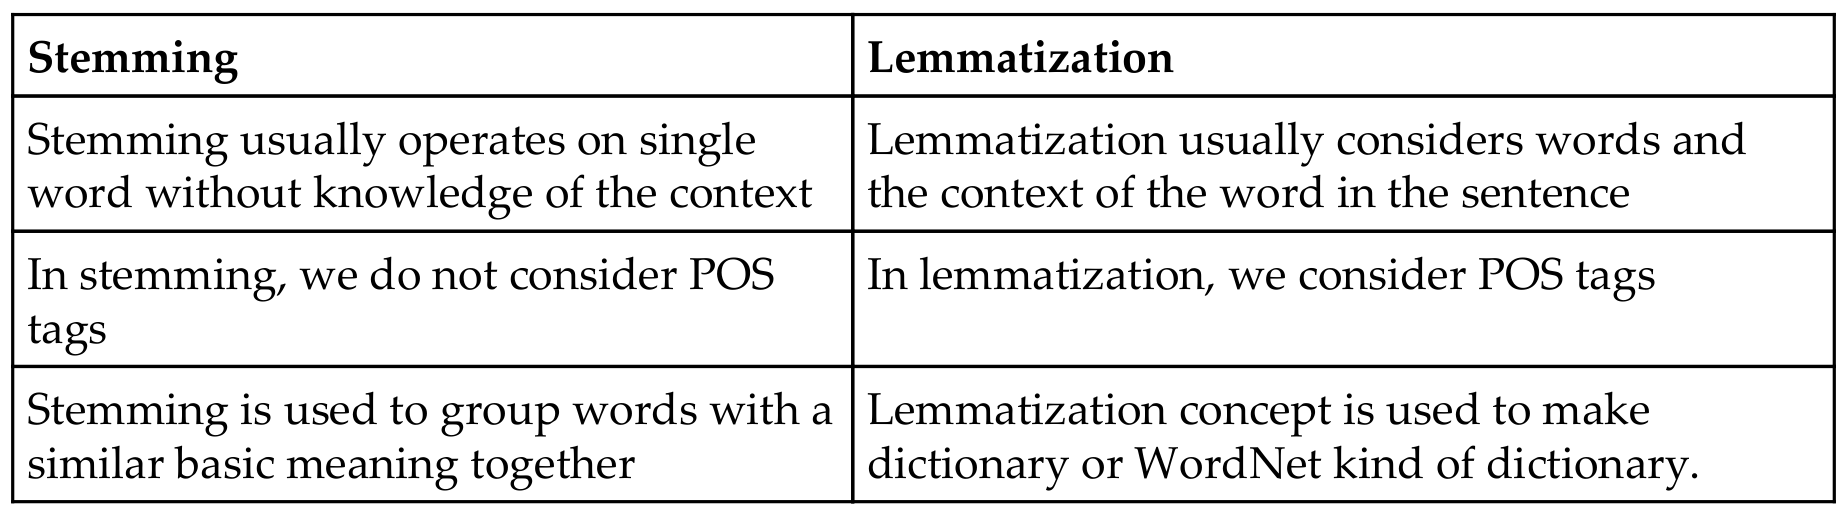 Stemming
Lemmatization
Stemming usually operates on single
word without knowledge of the context
Lemmatization usually considers words and
the context of the word in the sentence
In stemming, we do not consider POS
tags
In lemmatization, we consider POS tags
Stemming is used to group words with a
similar basic meaning together
Lemmatization concept is used to make
dictionary or WordNet kind of dictionary.